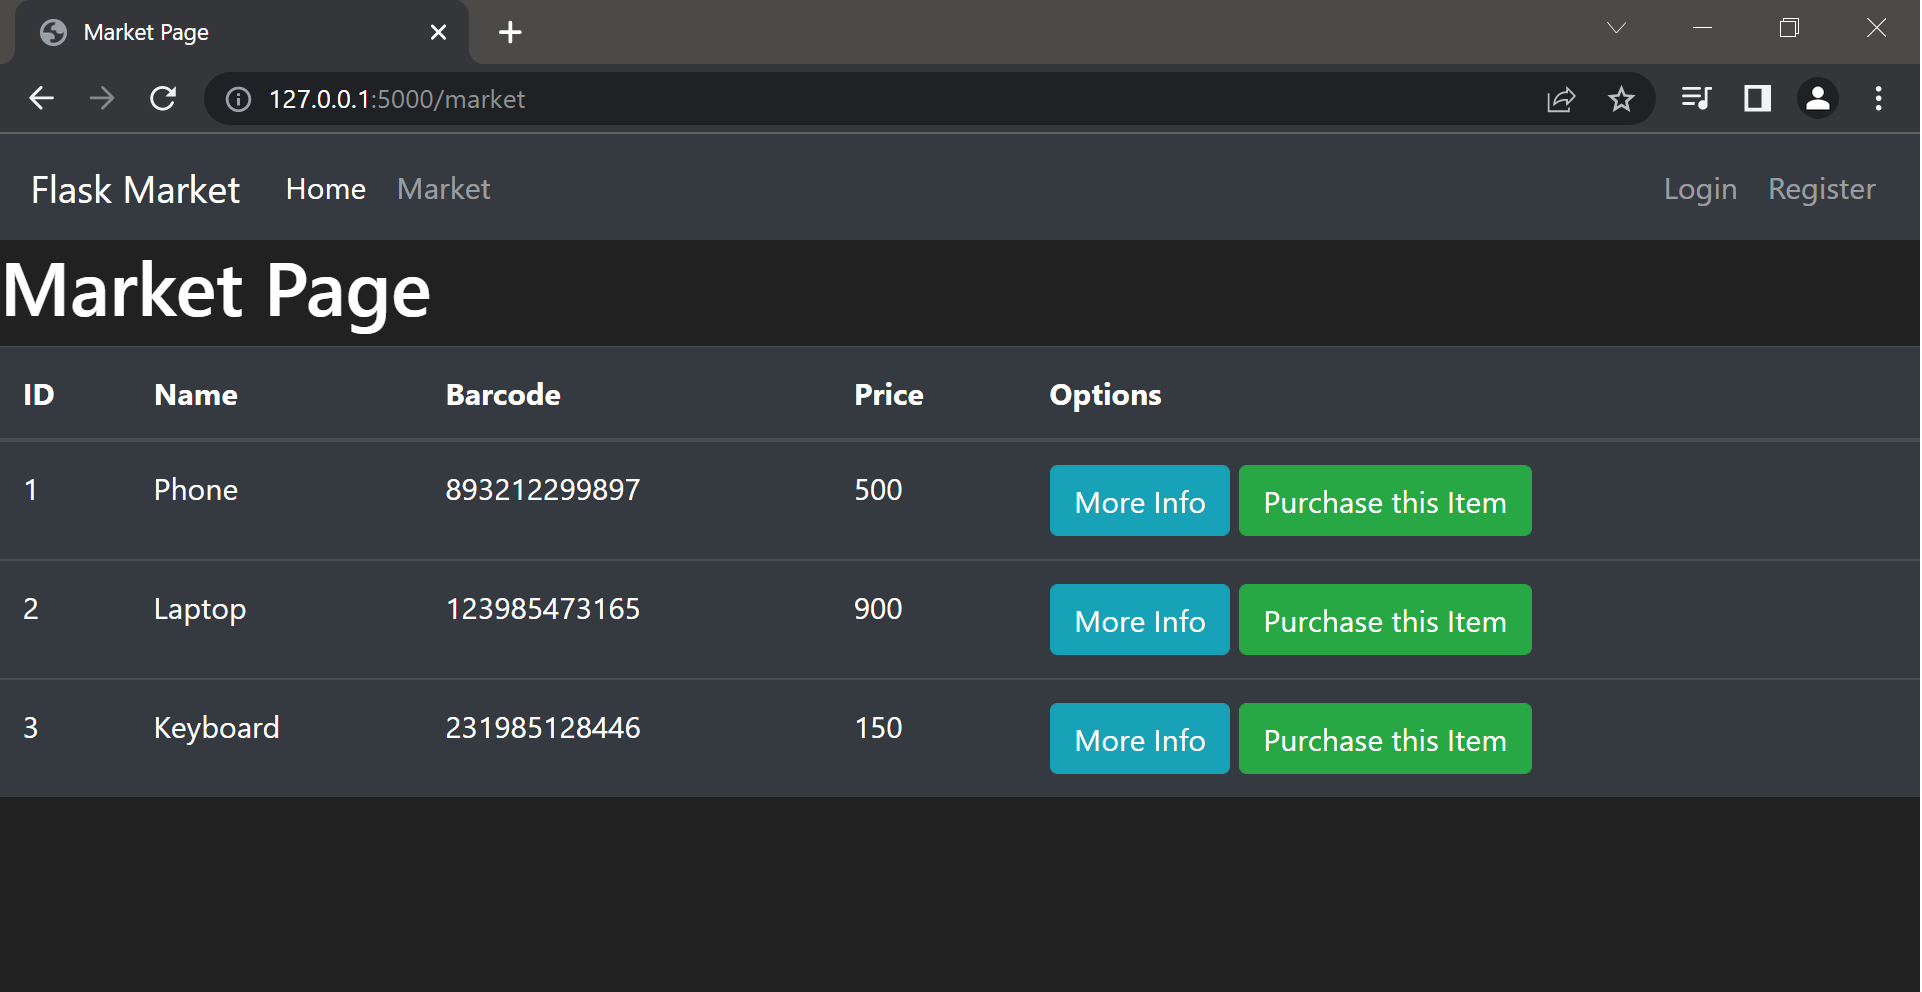 Market Page
127.0.0.1:5000/market
Flask Market Home Market Login Register
Market Page
ID Name Barcode Price Options
1 Phone 893212299897 500 More Info Purchase this Item
2 Laptop 123985473165 900 More Info Purchase this Item
3 Keyboard 231985128446 150 More Info Purchase this Item